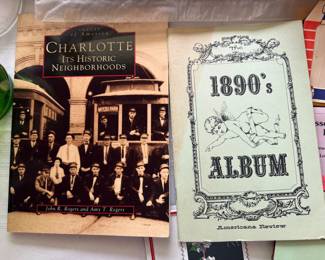 Images
of America
CHARLOTTE
ITS HISTORIC
NEIGHBORHOODS
John R. Rogers and Amy T. Rogers
The
1890's
ALBUM
Americana Review